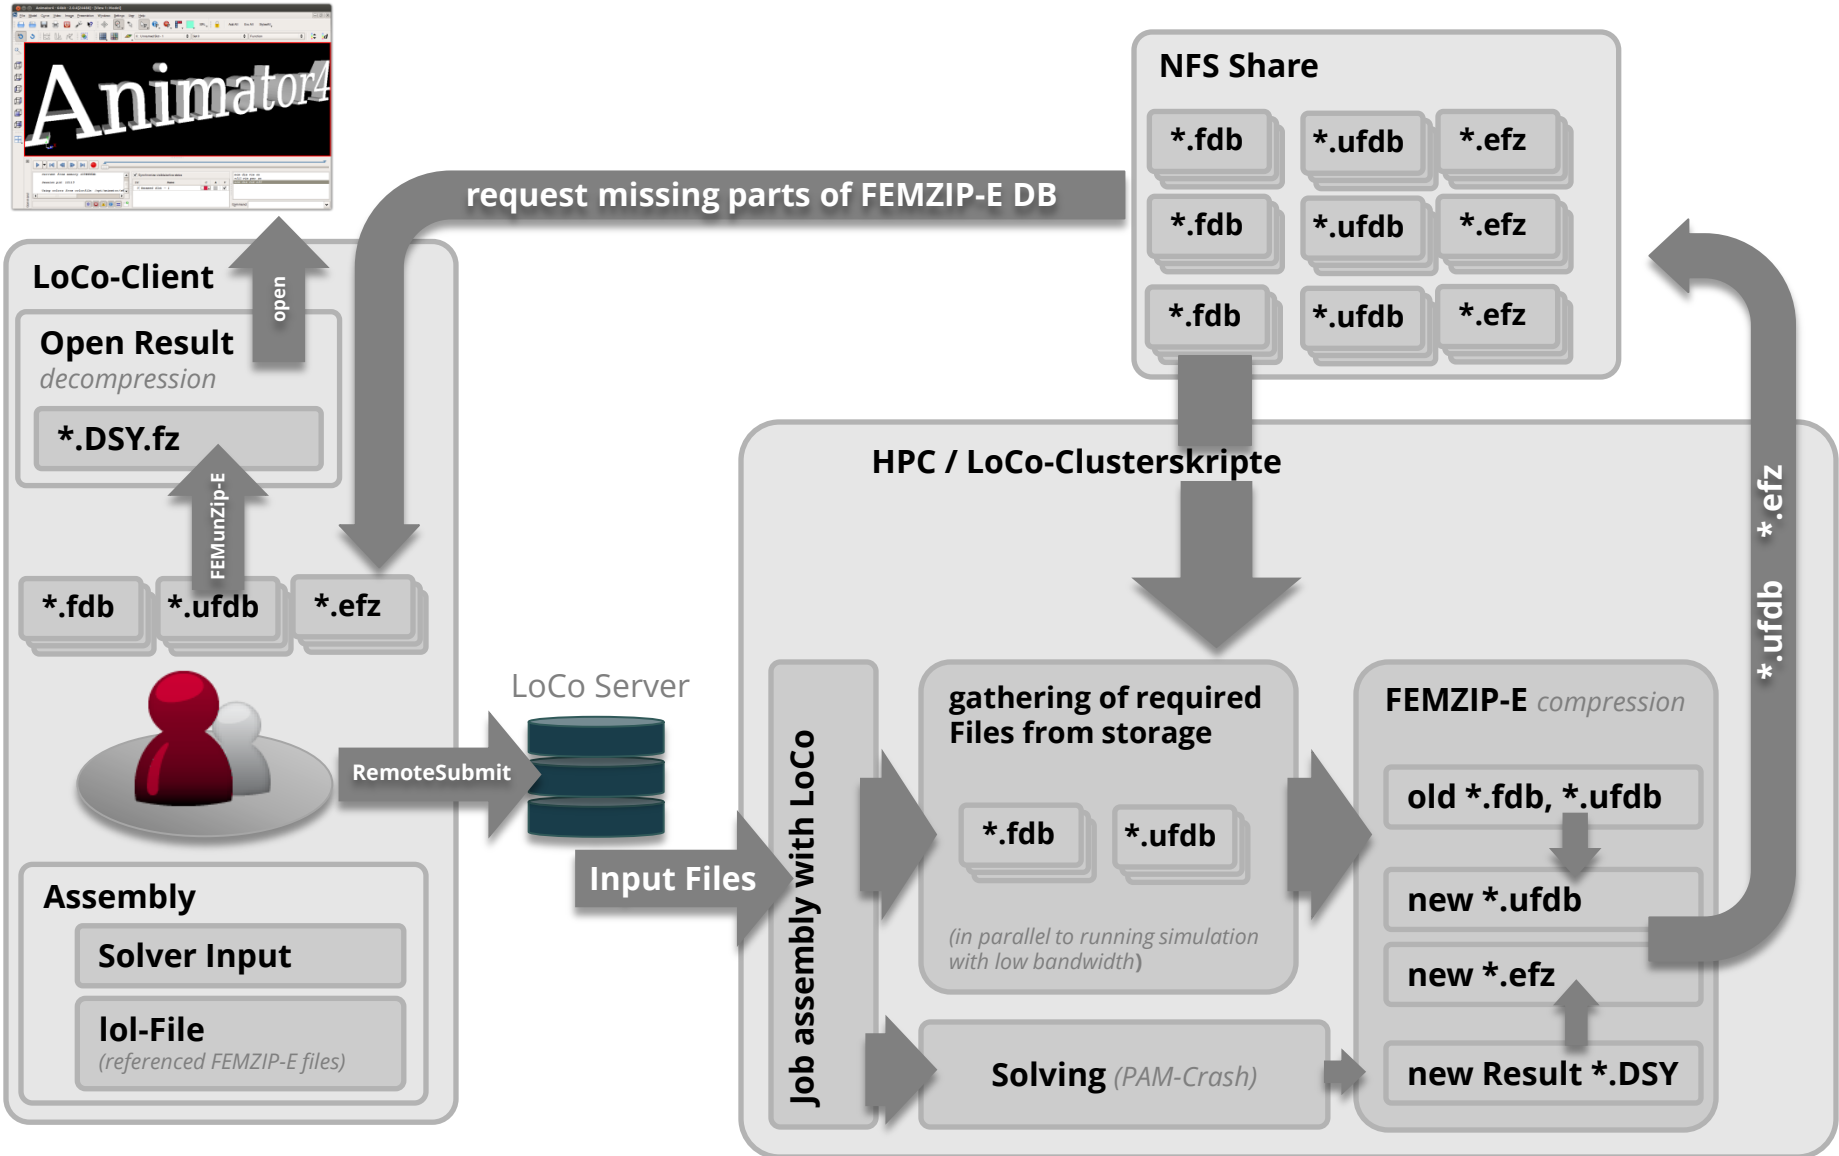 Animator4
NFS Share
*.fdb
*.ufdb
*.efz
*.fdb
*.ufdb
*.efz
*.fdb
*.ufdb
*.efz
request missing parts of FEMZIP-E DB
LoCo-Client
open
Open Result
decompression
*.DSY.fz
FEMunZip-E
*.fdb
*.ufdb
*.efz
LoCo Server
RemoteSubmit
Input Files
Assembly
Solver Input
lol-File
(referenced FEMZIP-E files)
HPC / LoCo-Clusterskripte
Job assembly with LoCo
gathering of required
Files from storage
*.fdb
*.ufdb
(in parallel to running simulation
with low bandwidth)
Solving (PAM-Crash)
FEMZIP-E compression
old *.fdb, *.ufdb
new *.ufdb
new *.efz
new Result *.DSY
*.ufdb *.efz